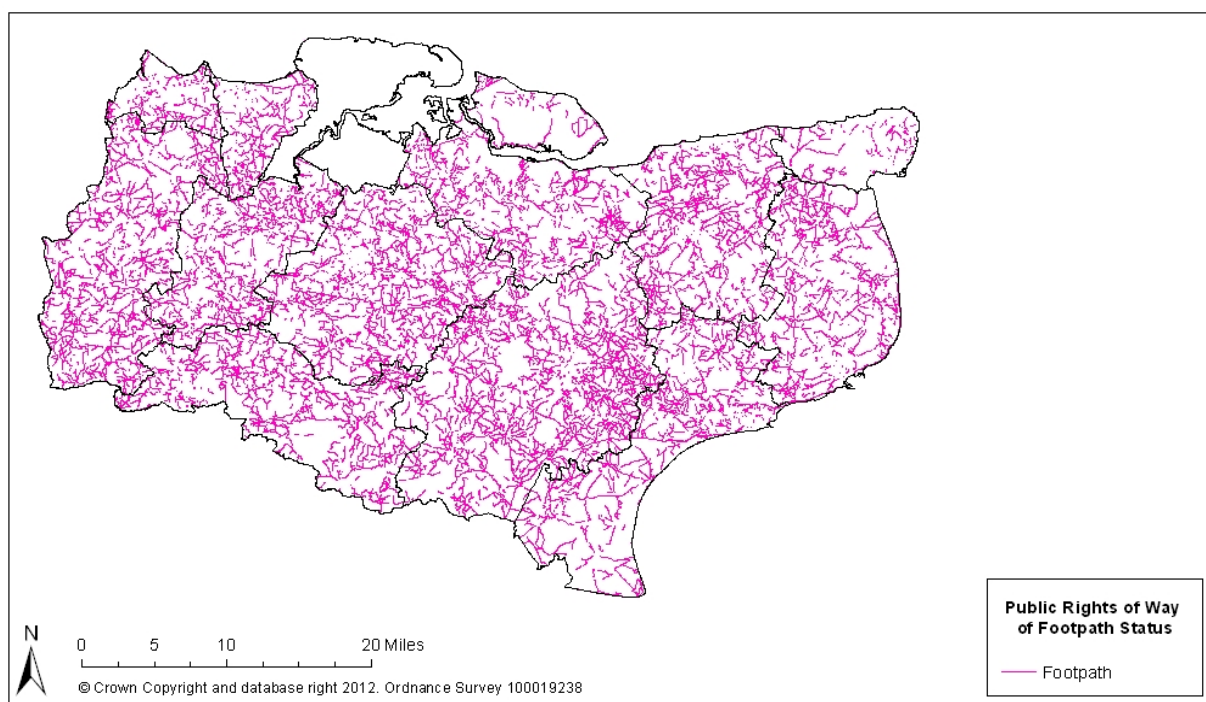 N
0 5 10 20 Miles
© Crown Copyright and database right 2012. Ordnance Survey 100019238
Public Rights of Way
of Footpath Status
Footpath